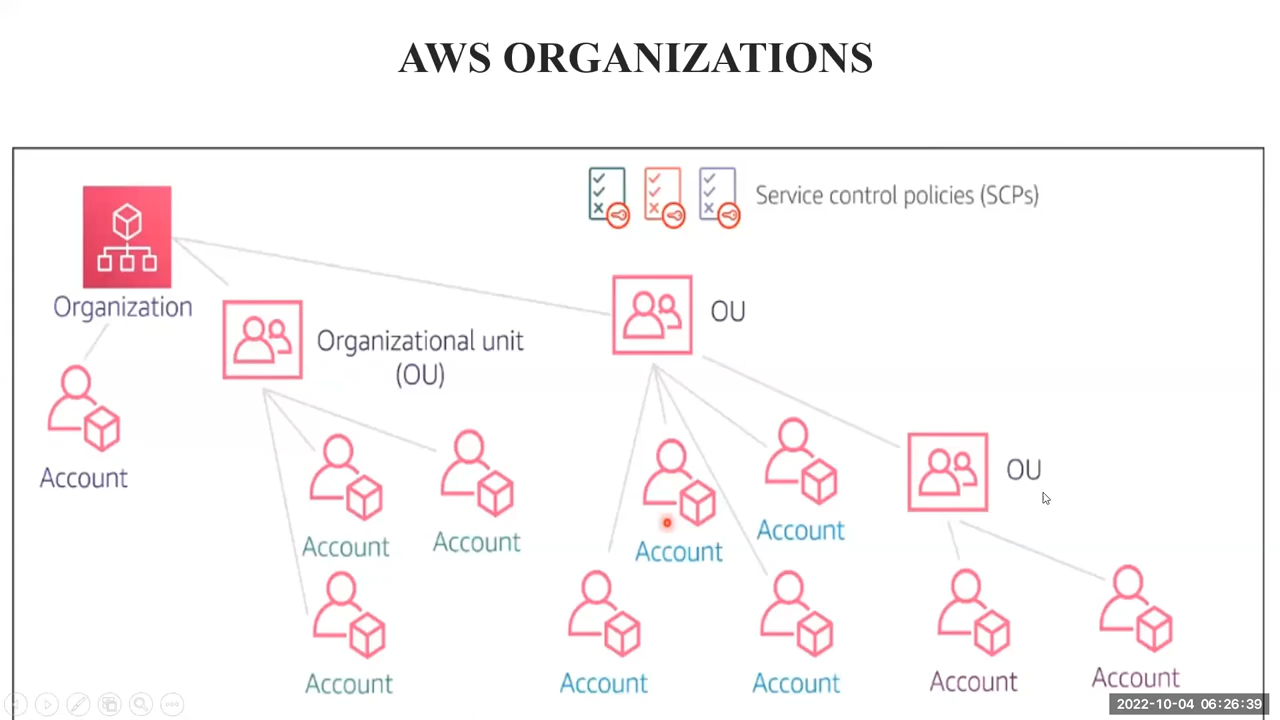 AWS ORGANIZATIONS
Service control policies (SCPs)
Organization
Organizational unit
(OU)
OU
Account
OU
Account
Account
Account
Account
Account
Account
Account
Account
Account
Account
2022-10-04 06:26:39